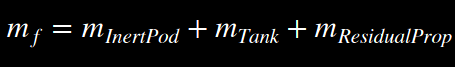 m_f = m_InertPod + m_Tank + m_ResidualProp